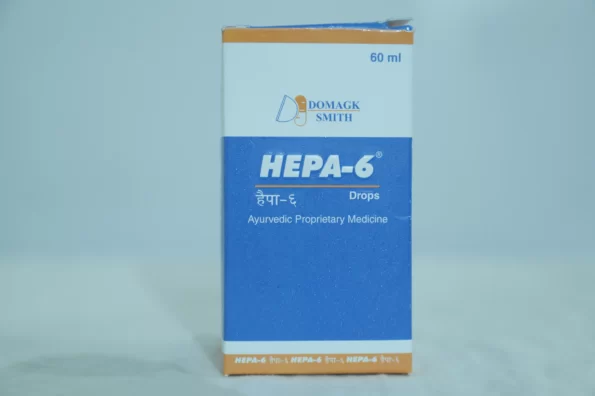 60 ml
DOMAGK
SMITH
HEPA-6®
हैपा-६
Drops
Ayurvedic Proprietary Medicine
HEPA-6 हैपा-६ HEPA-6 हैपा-६ HEPA-6 हैपा-६